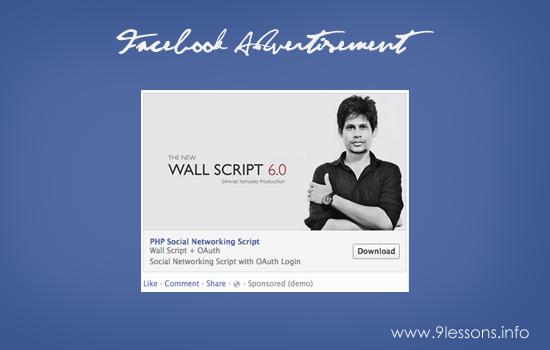 Facebook Advertisement
THE NEW
WALL SCRIPT 6.0
Srinivas Tamada Production
PHP Social Networking Script
Wall Script + OAuth
Social Networking Script with OAuth Login
Download
Like · Comment · Share · Sponsored (demo)
www.9lessons.info